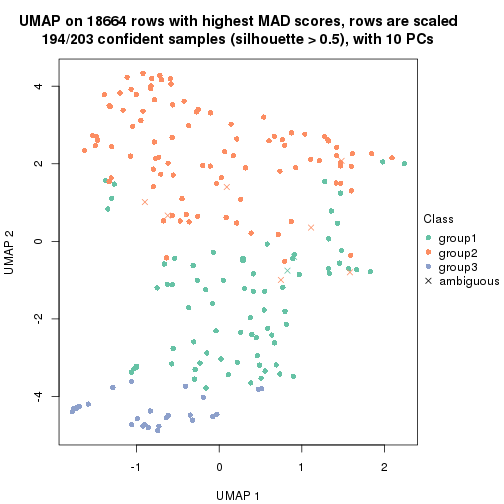 UMAP on 18664 rows with highest MAD scores, rows are scaled
194/203 confident samples (silhouette > 0.5), with 10 PCs
4
2
0
-2
-4
UMAP 2
-1
0
1
2
UMAP 1
Class
group1
group2
group3
ambiguous